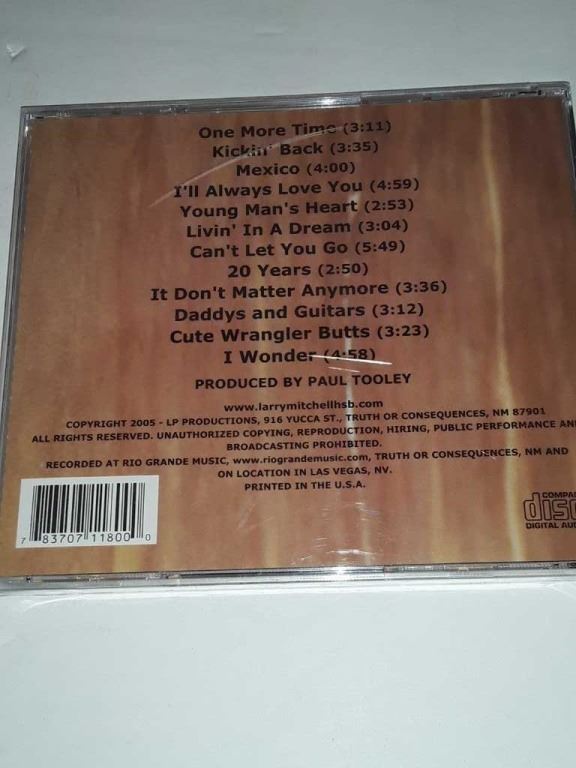 One More Time (3:11)
Kickin' Back (3:35)
Mexico (4:00)
I'll Always Love You (4:59)
Young Man's Heart (2:53)
Livin' In A Dream (3:04)
Can't Let You Go (5:49)
20 Years (2:50)
It Don't Matter Anymore (3:36)
Daddys and Guitars (3:12)
Cute Wrangler Butts (3:23)
I Wonder (4:58)
PRODUCED BY PAUL TOOLEY
www.larrymitchellhsb.com
COPYRIGHT 2005 - LP PRODUCTIONS, 916 YUCCA ST., TRUTH OR CONSEQUENCES, NM 87901
ALL RIGHTS RESERVED. UNAUTHORIZED COPYING, REPRODUCTION, HIRING, PUBLIC PERFORMANCE AN
BROADCASTING PROHIBITED.
RECORDED AT RIO GRANDE MUSIC, www.riograndemusic.com, TRUTH OR CONSEQUENCES, NM AND
ON LOCATION IN LAS VEGAS, NV.
PRINTED IN THE U.S.A.
7 83707 11800 0
COMPA
disc
DIGITAL AUD